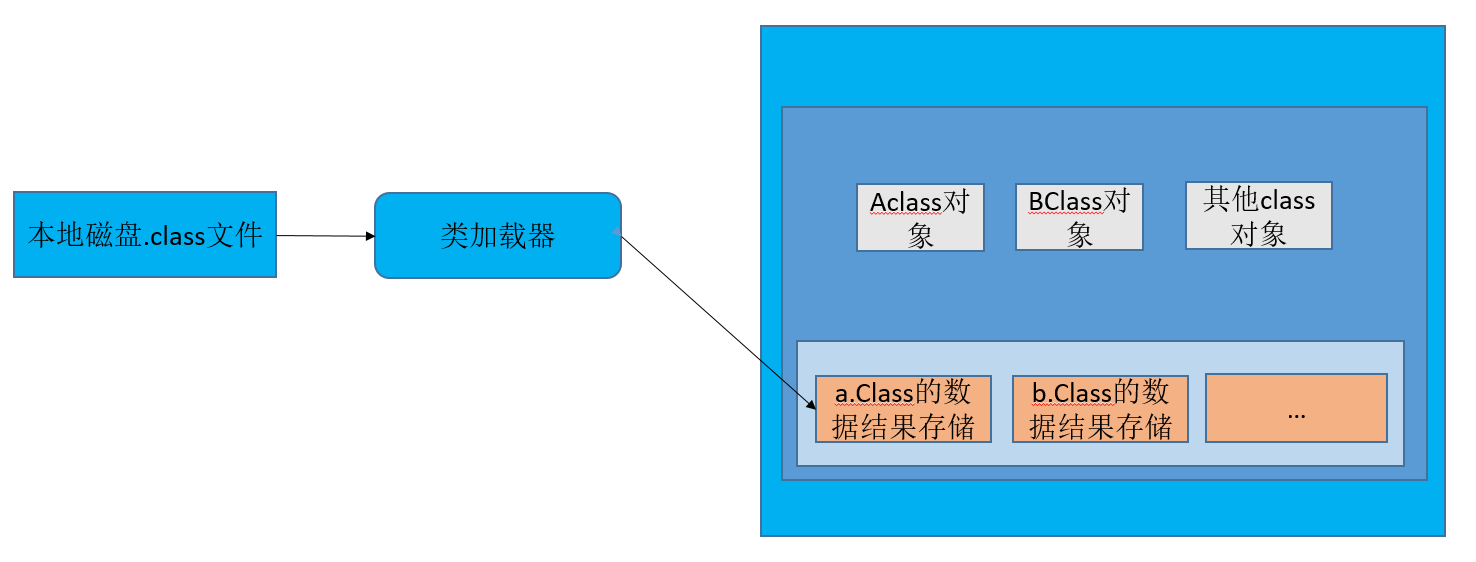 本地磁盘.class文件
类加载器
Aclass对
象
BClass对
象
其他class
对象
a.Class的数
据结果存储
b.Class的数
据结果存储
...